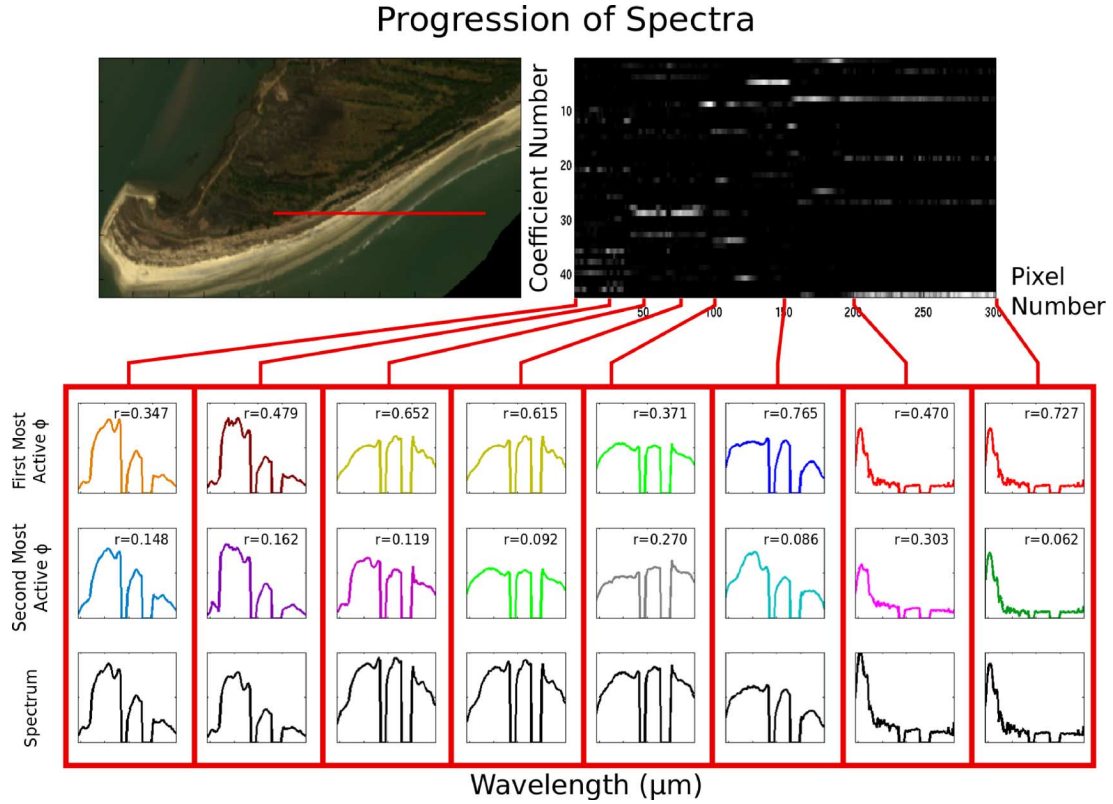 Progression of Spectra
Coefficient Number
10
20
30
40
50
100
150
200
250
300
Pixel
Number
First Most
Active ϕ
r=0.347
r=0.479
r=0.652
r=0.615
r=0.371
r=0.765
r=0.470
r=0.727
Second Most
Active ϕ
r=0.148
r=0.162
r=0.119
r=0.092
r=0.270
r=0.086
r=0.303
r=0.062
Spectrum
Wavelength (μm)